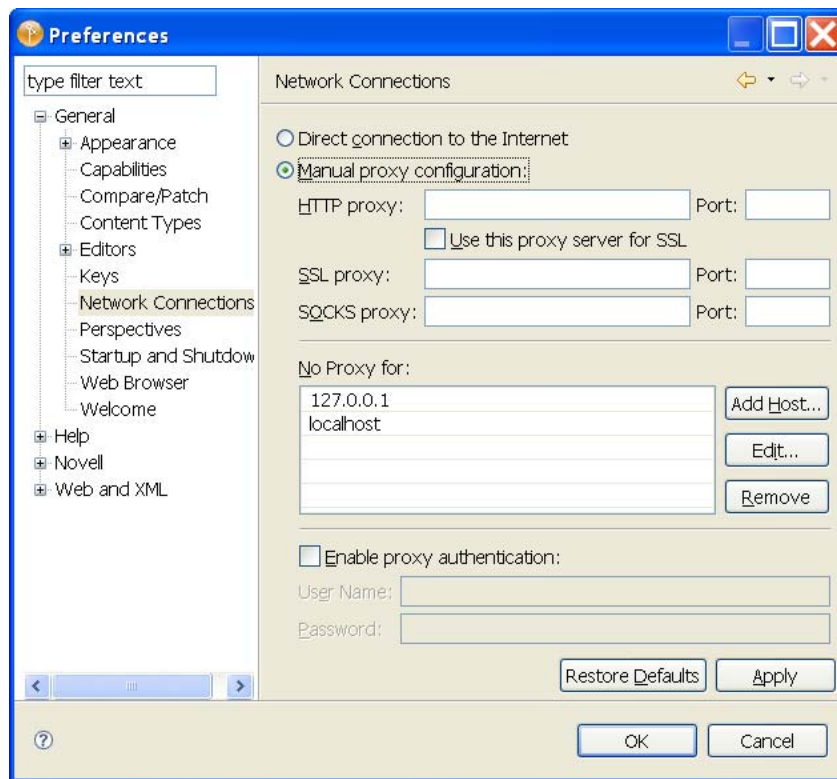 Preferences
type filter text
General
Appearance
Capabilities
Compare/Patch
Content Types
Editors
Keys
Network Connections
Perspectives
Startup and Shutdow
Web Browser
Welcome
Help
Novell
Web and XML
Network Connections
Direct connection to the Internet
Manual proxy configuration:
HTTP proxy: Port:
Use this proxy server for SSL
SSL proxy: Port:
SOCKS proxy: Port:
No Proxy for:
127.0.0.1
localhost
Add Host...
Edit...
Remove
Enable proxy authentication:
User Name:
Password:
Restore Defaults Apply
? OK Cancel